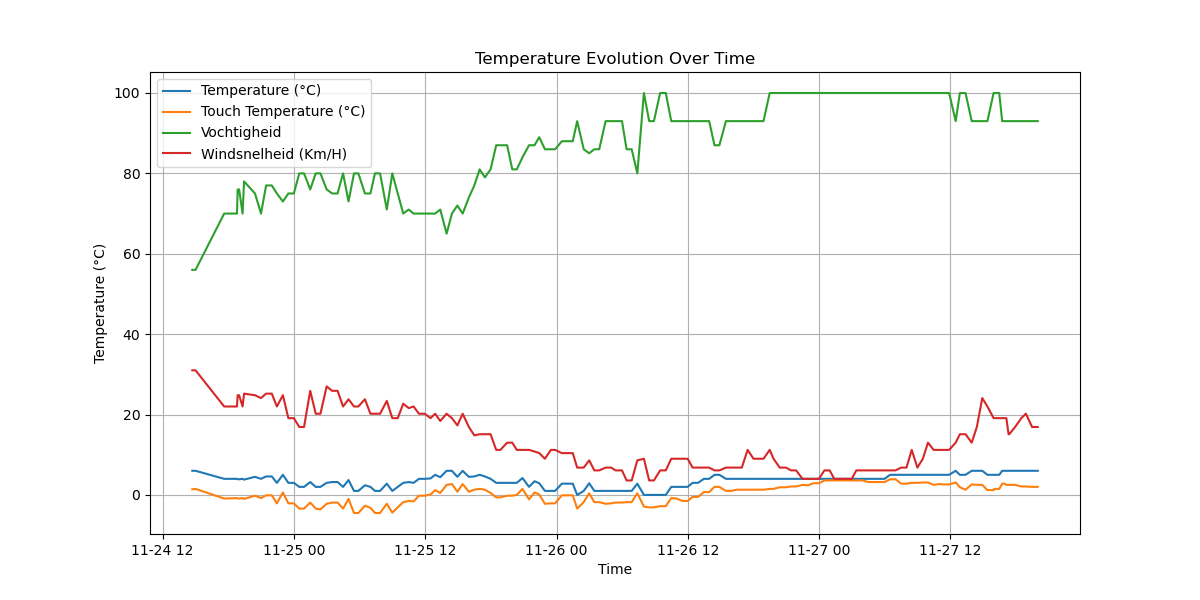 Temperature Evolution Over Time
Temperature (°C)
Touch Temperature (°C)
Vochtigheid
Windsnelheid (Km/H)
100
80
60
40
20
0
Temperature (°C)
11-24 12
11-25 00
11-25 12
11-26 00
11-26 12
11-27 00
11-27 12
Time